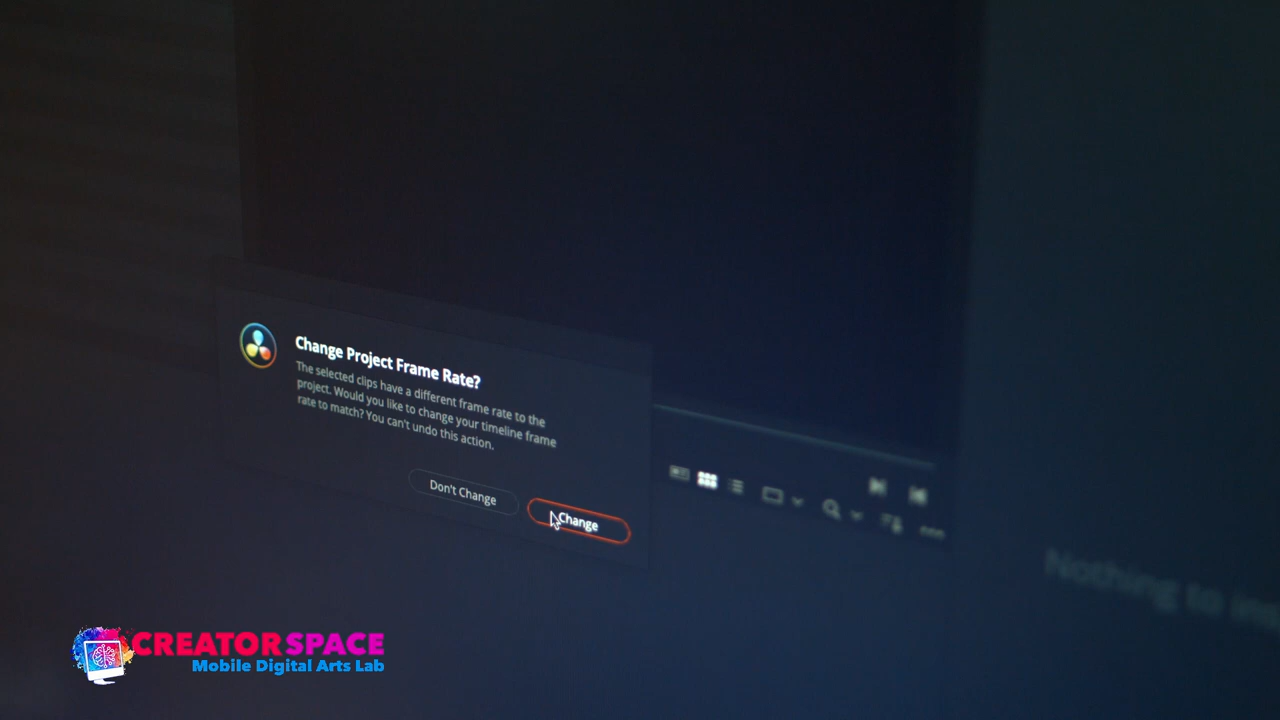 Change Project Frame Rate?
The selected clips have a different frame rate to the
project. Would you like to change your timeline frame
rate to match? You can't undo this action.
Don't Change
Change
Nothing to
CREATORSPACE
Mobile Digital Arts Lab